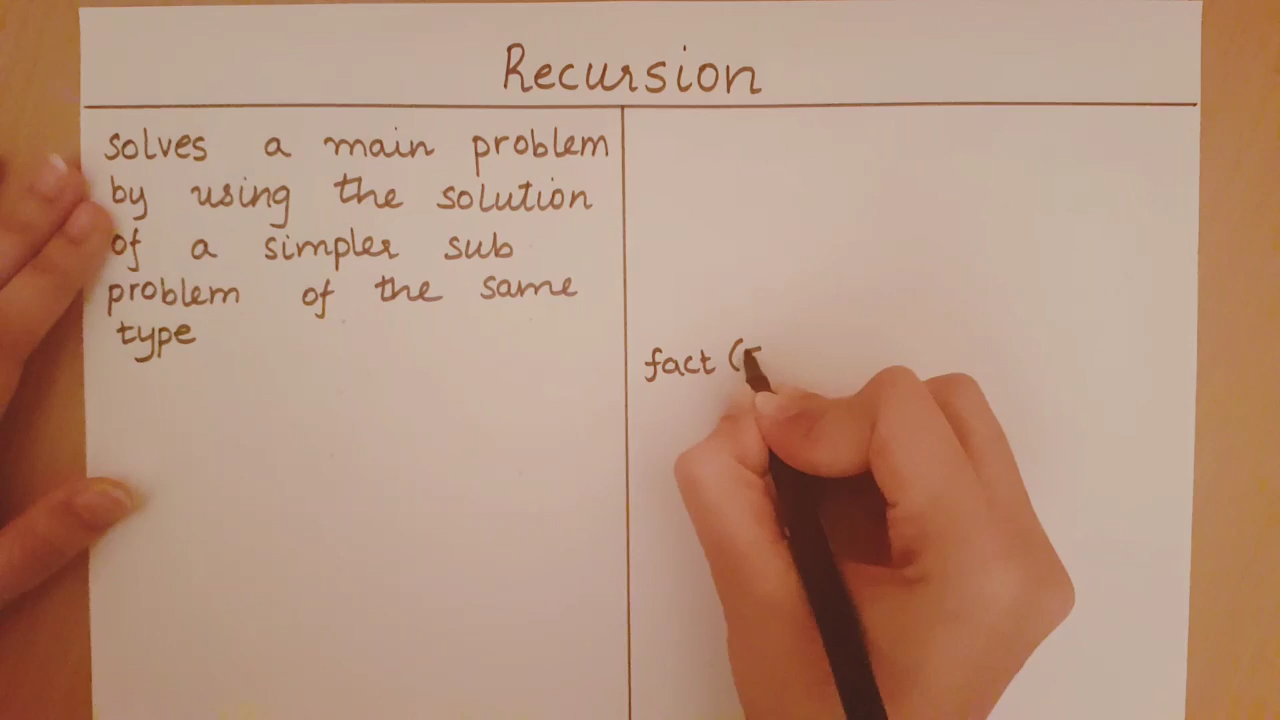 Recursion
solves a main problem
by using the solution
of a simpler sub
problem of the same
type
fact (